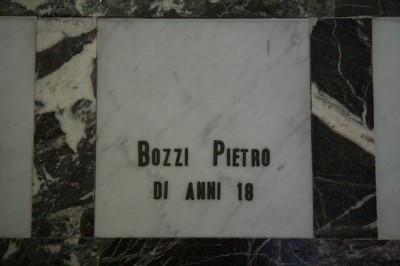 BOZZI PIETRO
DI ANNI 18